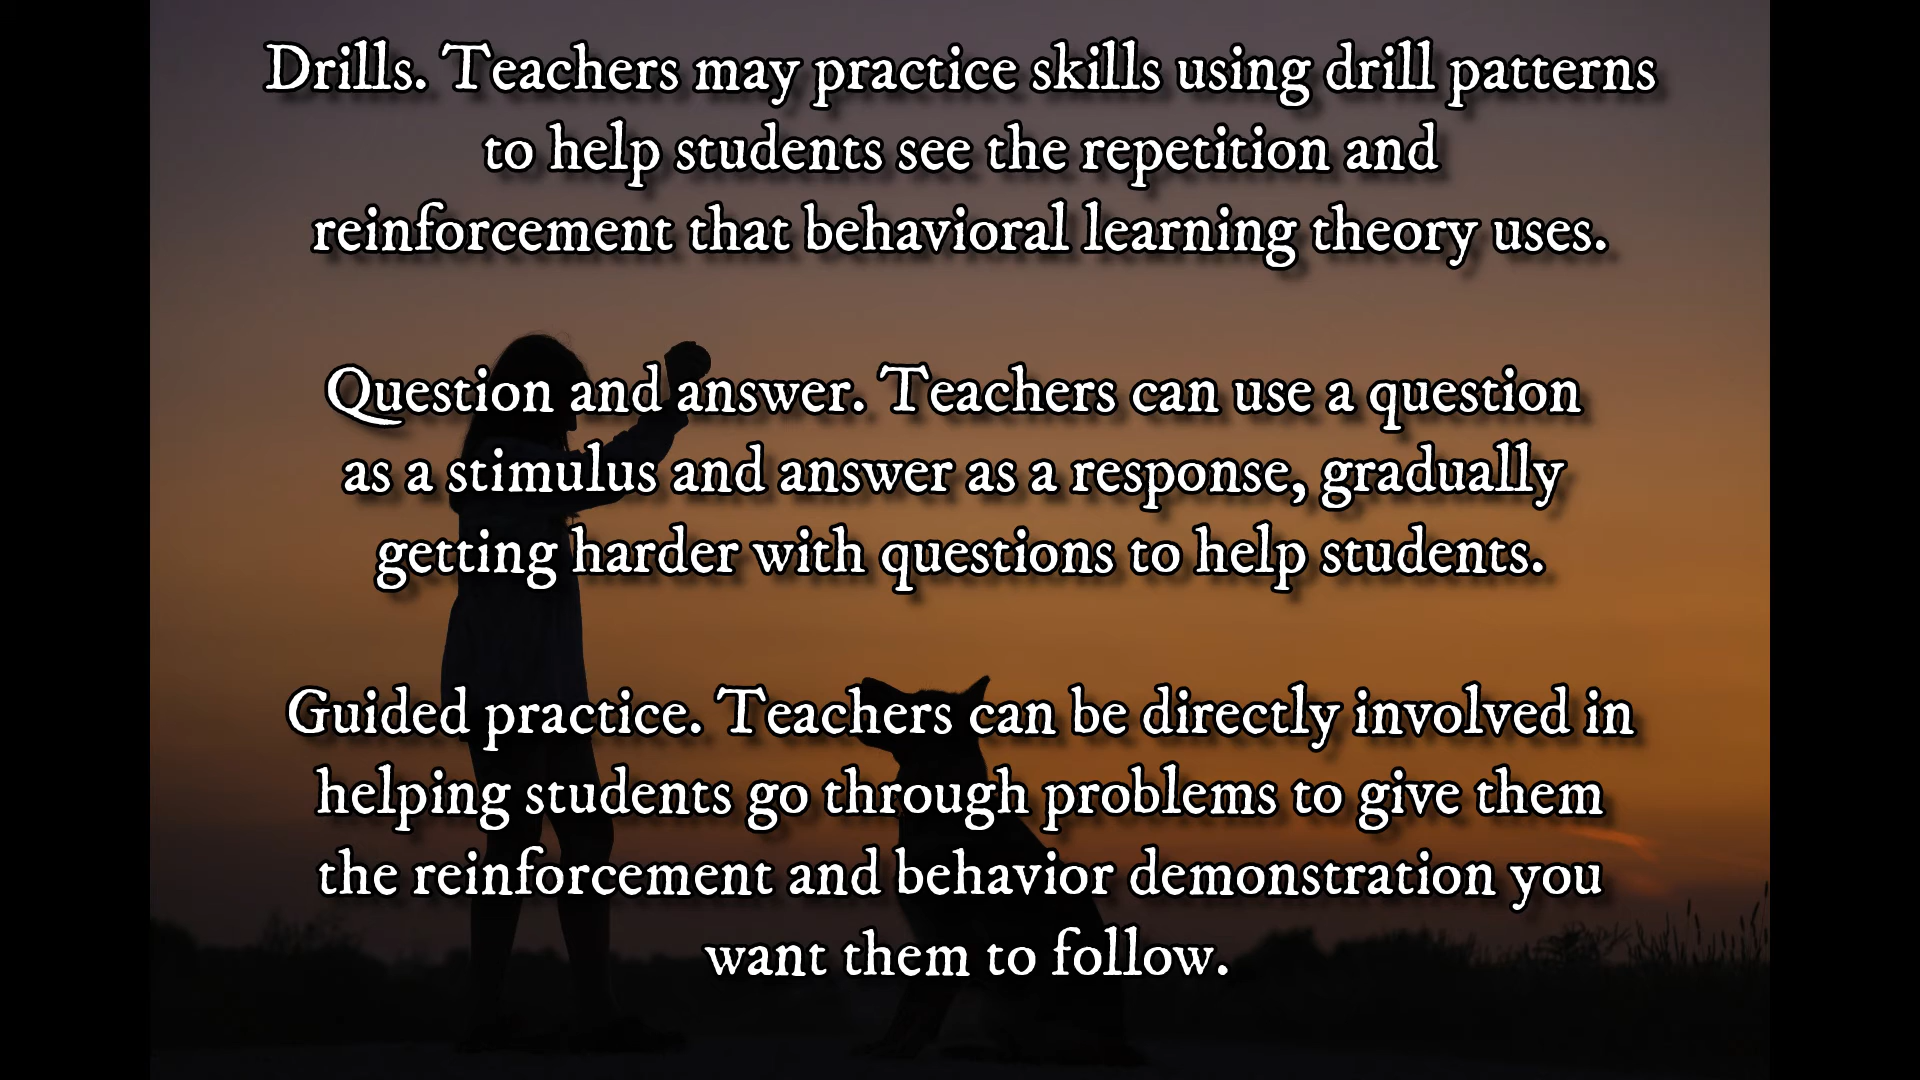 Drills. Teachers may practice skills using drill patterns
to help students see the repetition and
reinforcement that behavioral learning theory uses.
Question and answer. Teachers can use a question
as a stimulus and answer as a response, gradually
getting harder with questions to help students.
Guided practice. Teachers can be directly involved in
helping students go through problems to give them
the reinforcement and behavior demonstration you
want them to follow.